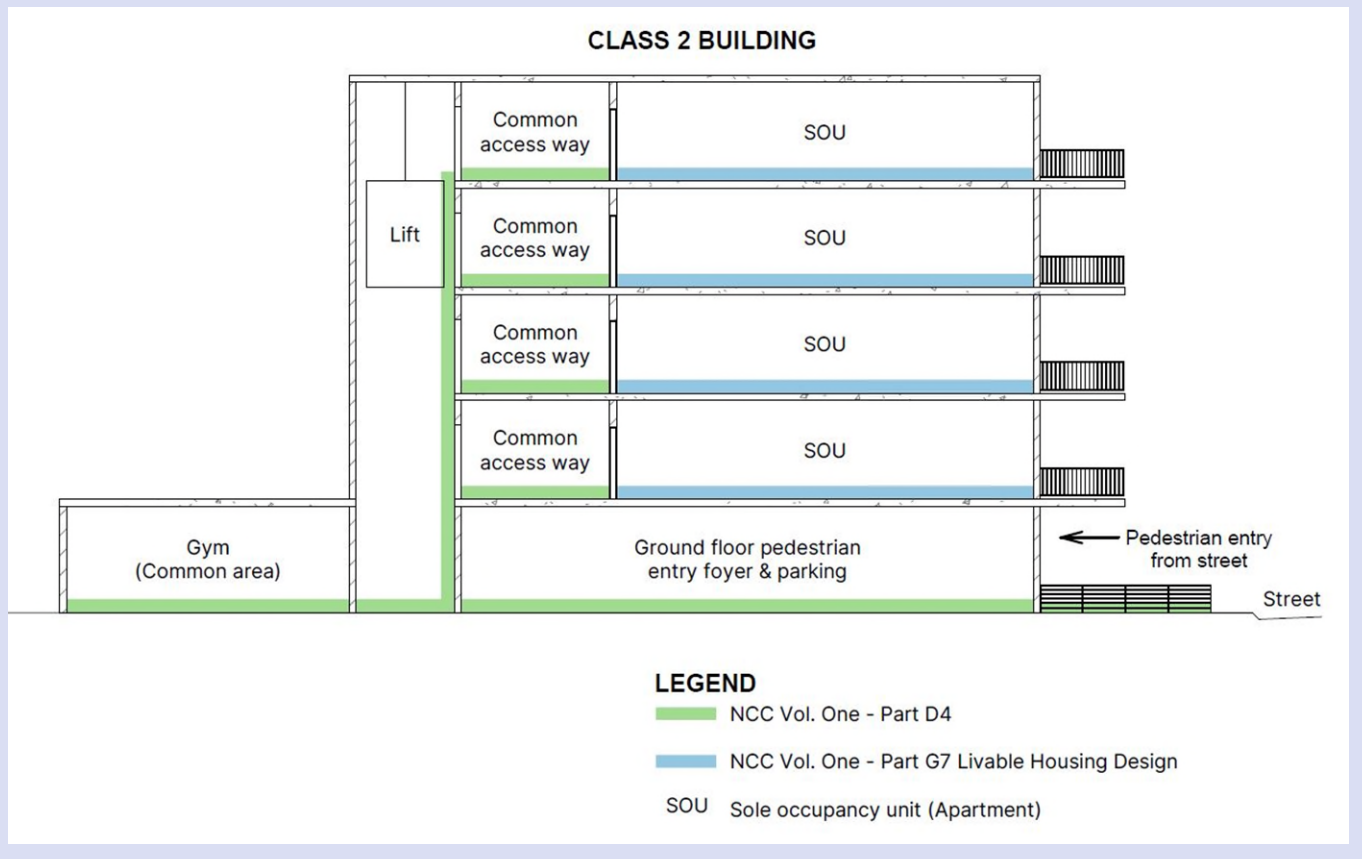 CLASS 2 BUILDING
Common
access way
SOU
Lift
Common
access way
SOU
Common
access way
SOU
Common
access way
SOU
Gym
(Common area)
Ground floor pedestrian
entry foyer & parking
Pedestrian entry
from street
Street
LEGEND
NCC Vol. One - Part D4
NCC Vol. One - Part G7 Livable Housing Design
SOU Sole occupancy unit (Apartment)